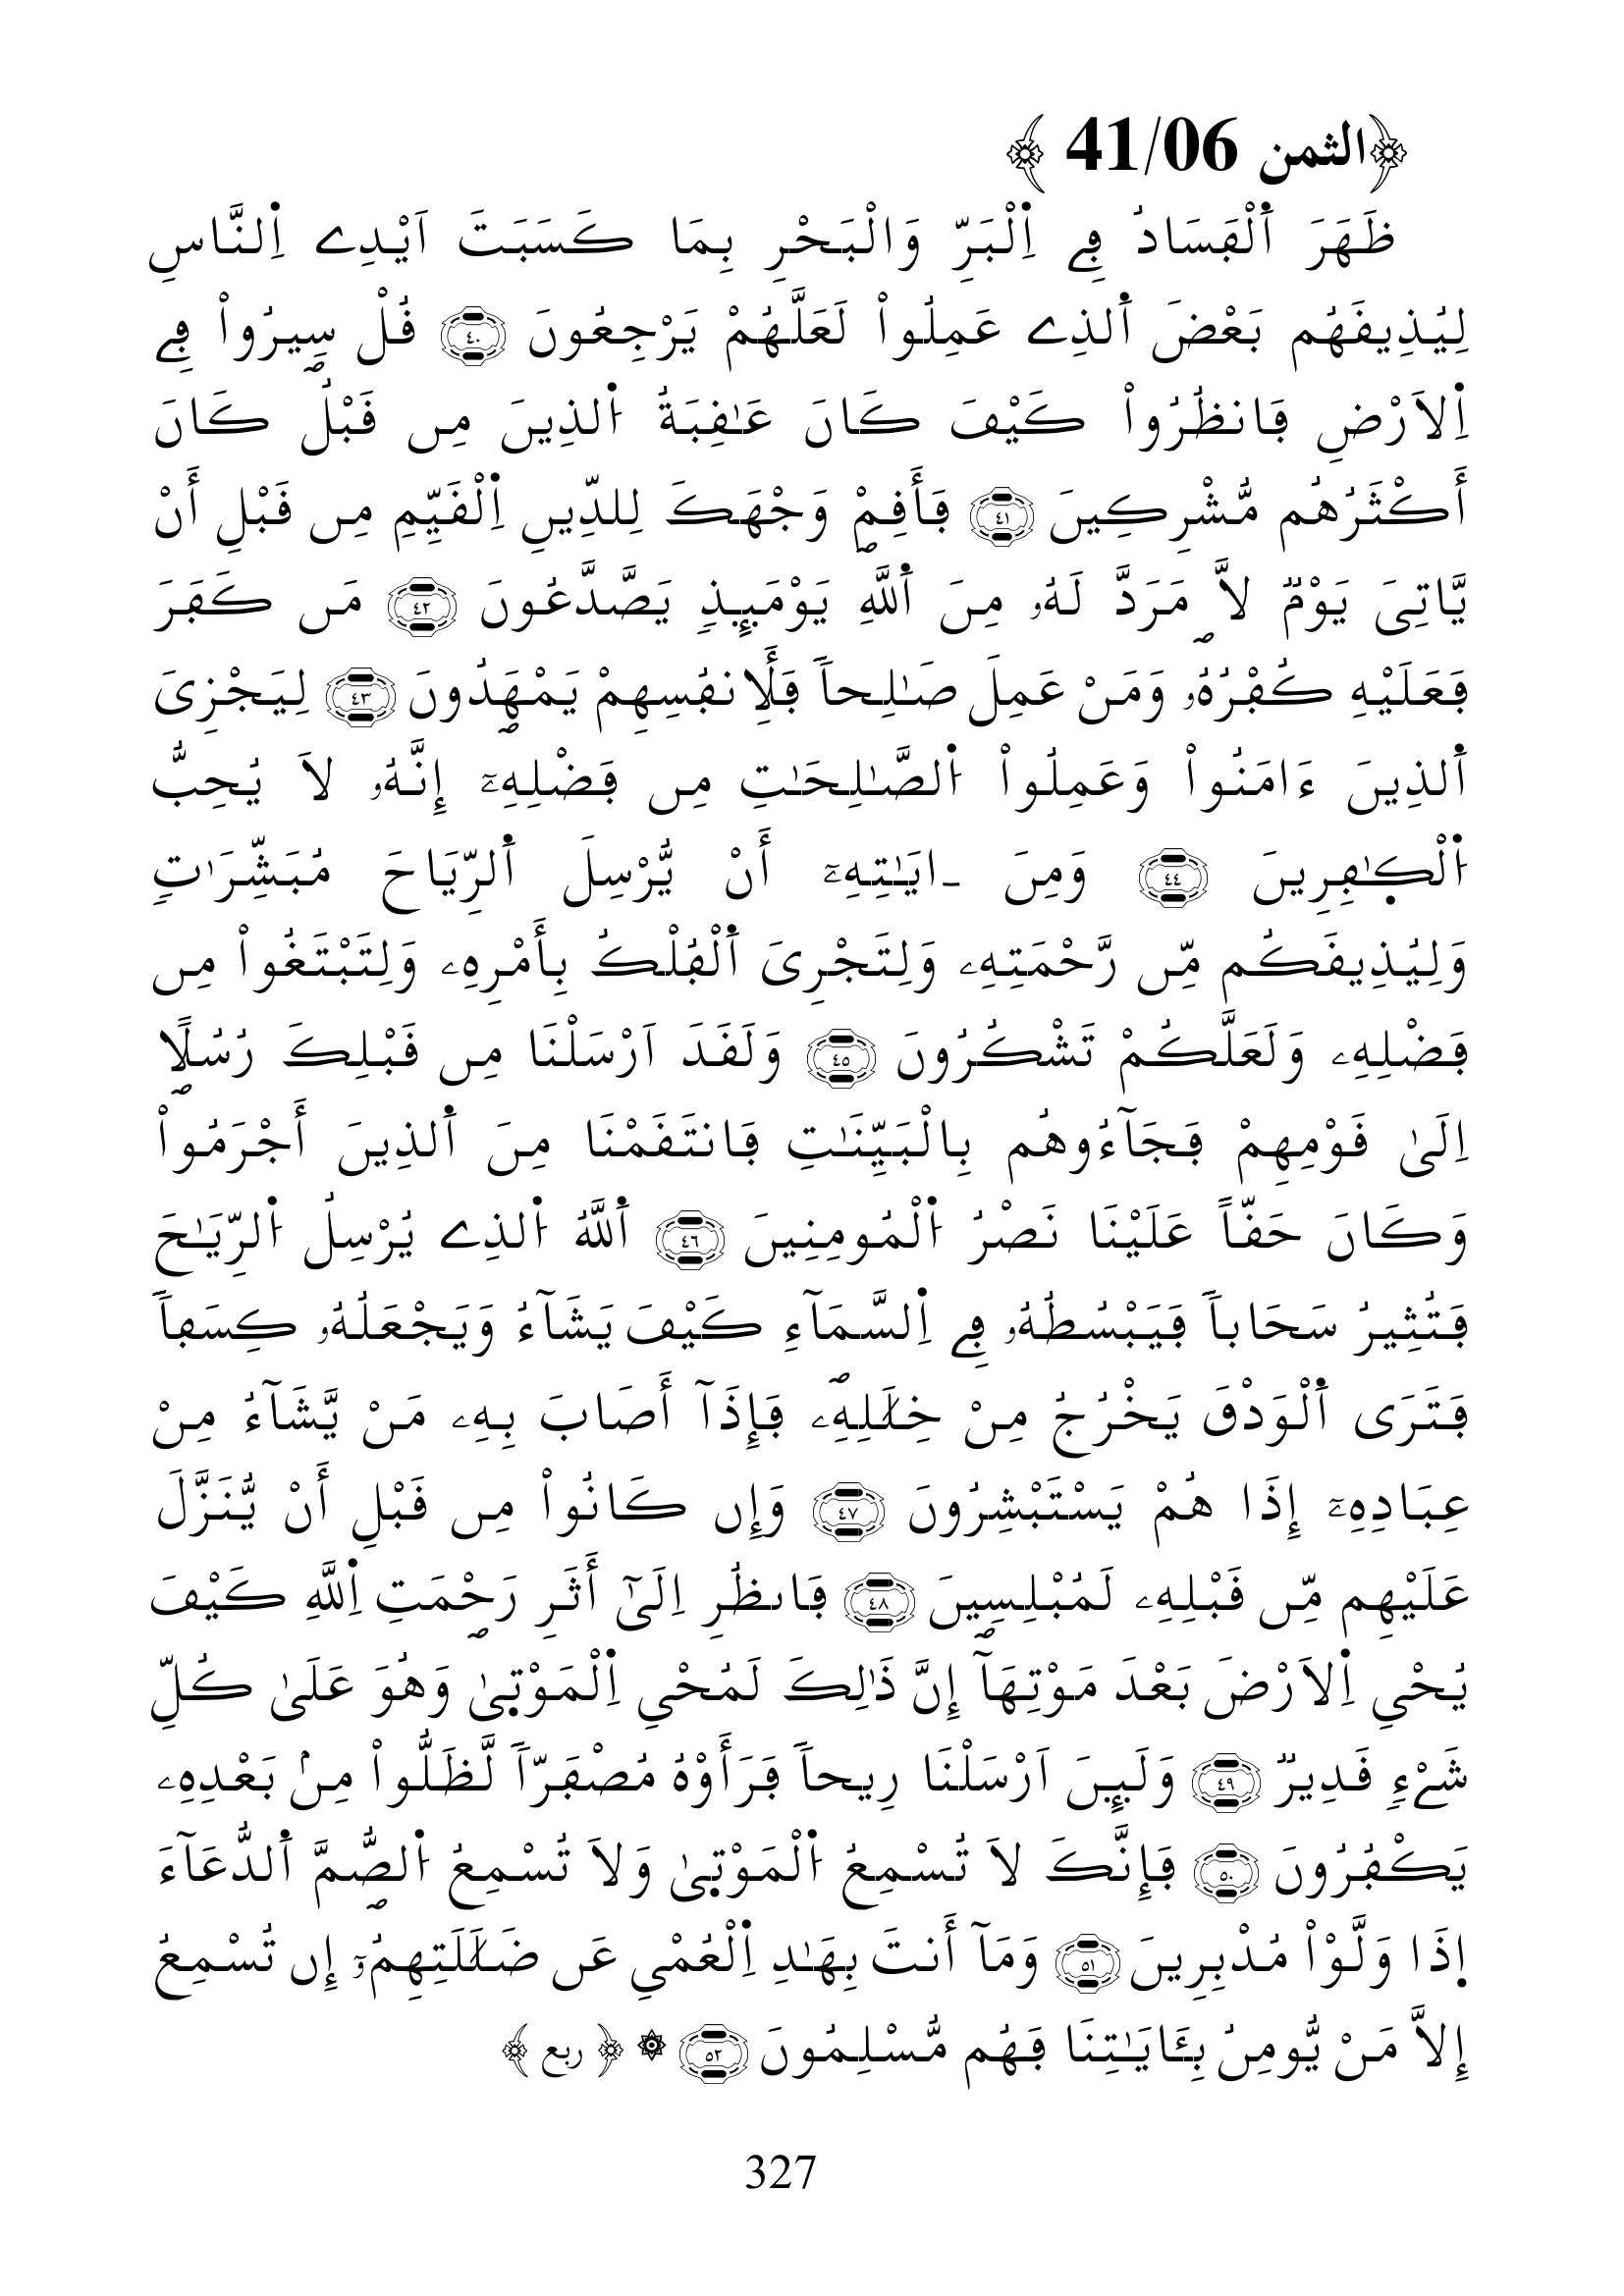 ﴿الثمن 41/06 ﴾
ظَهَرَ اَ۬لْفَسَادُ فِے اِ۬لْبَرِّ وَالْبَحْرِ بِمَا كَسَبَتَ اَيْدِے اِ۬لنَّاسِ
لِيُذِيقَهُم بَعْضَ اَ۬لذِے عَمِلُواْ لَعَلَّهُمْ يَرْجِعُونَ ٤٠ قُلْ سِيرُواْ فِے
اِ۬لَارْضِ فَانظُرُواْ كَيْفَ كَانَ عَٰقِبَةُ اُ۬لذِينَ مِن قَبْلُۖ كَانَ
أَكْثَرُهُم مُّشْرِكِينَ ٤١ فَأَقِمْ وَجْهَكَ لِلدِّينِ اِ۬لْقَيِّمِ مِن قَبْلِ أَنْ
يَّاتِىَ يَوْمٞ لَّا مَرَدَّ لَهُۥ مِنَ اَ۬للَّهِۖ يَوْمَئِذٖ يَصَّدَّعُونَ ٤٢ مَن كَفَرَ
فَعَلَيْهِ كُفْرُهُۥۖ وَمَنْ عَمِلَ صَٰلِحاٗ فَلَأِنفُسِهِمْ يَمْهَدُونَ ٤٣ لِيَجْزِىَ
اَ۬لذِينَ ءَامَنُواْ وَعَمِلُواْ اُ۬لصَّٰلِحَٰتِ مِن فَضْلِهِۦٓۖ إِنَّهُۥ لَا يُحِبُّ
اُ۬لْكٰ۪فِرِينَ ٤٤ وَمِنَ ـ ايَٰتِهِۦٓ أَنْ يُّرْسِلَ اَ۬لرِّيَاحَ مُبَشِّرَٰتٖ
وَلِيُذِيقَكُم مِّن رَّحْمَتِهِۦ وَلِتَجْرِىَ اَ۬لْفُلْكُ بِأَمْرِهِۦ وَلِتَبْتَغُواْ مِن
فَضْلِهِۦ وَلَعَلَّكُمْ تَشْكُرُونَ ٤٥ وَلَقَدَ اَرْسَلْنَا مِن قَبْلِكَ رُسُلاً
اِلَىٰ قَوْمِهِمْ فَجَآءُوهُم بِالْبَيِّنَٰتِ فَانتَقَمْنَا مِنَ اَ۬لذِينَ أَجْرَمُواْ
وَكَانَ حَقّاً عَلَيْنَا نَصْرُ اُ۬لْمُومِنِينَ ٤٦ اَ۬للَّهُ اُ۬لذِے يُرْسِلُ اُ۬لرِّيَٰحَ
فَتُثِيرُ سَحَاباٗ فَيَبْسُطُهُۥ فِے اِ۬لسَّمَآءِ كَيْفَ يَشَآءُ وَيَجْعَلُهُۥ كِسَفاٗ
فَتَرَى اَ۬لْوَدْقَ يَخْرُجُ مِنْ خِلَٰلِهِۦۖ فَإِذَآ أَصَابَ بِهِۦ مَنْ يَّشَآءُ مِنْ
عِبَادِهِۦٓ إِذَا هُمْ يَسْتَبْشِرُونَ ٤٧ وَإِن كَانُواْ مِن قَبْلِ أَنْ يُّنَزَّلَ
عَلَيْهِم مِّن قَبْلِهِۦ لَمُبْلِسِينَ ٤٨ فَانظُرِ اِلَىٰٓ أَثَرِ رَحْمَتِ اِ۬للَّهِ كَيْفَ
يُحْيِ اِ۬لَارْضَ بَعْدَ مَوْتِهَآۖ إِنَّ ذَٰلِكَ لَمُحْيِ اِ۬لْمَوْت۪ىٰ وَهُوَ عَلَىٰ كُلِّ
شَےْءٖ قَدِيرٞ ٤٩ وَلَئِنَ اَرْسَلْنَا رِيحاٗ فَرَأَوْهُ مُصْفَرّاٗ لَّظَلُّواْ مِنۢ بَعْدِهِۦ
يَكْفُرُونَ ٥٠ فَإِنَّكَ لَا تُسْمِعُ اُ۬لْمَوْت۪ىٰ وَلَا تُسْمِعُ اُ۬لصُّمَّ اَ۬لدُّعَآءَ
اِ۪ذَا وَلَّوْاْ مُدْبِرِينَ ٥١ وَمَآ أَنتَ بِهَٰدِ اِ۬لْعُمْيِ عَن ضَلَٰلَتِهِمُۥٓۖ إِن تُسْمِعُ
إِلَّا مَنْ يُّومِنُ بِـَٔايَٰتِنَا فَهُم مُّسْلِمُونَ ٥٢ ۞ ﴿ ربع ﴾
327